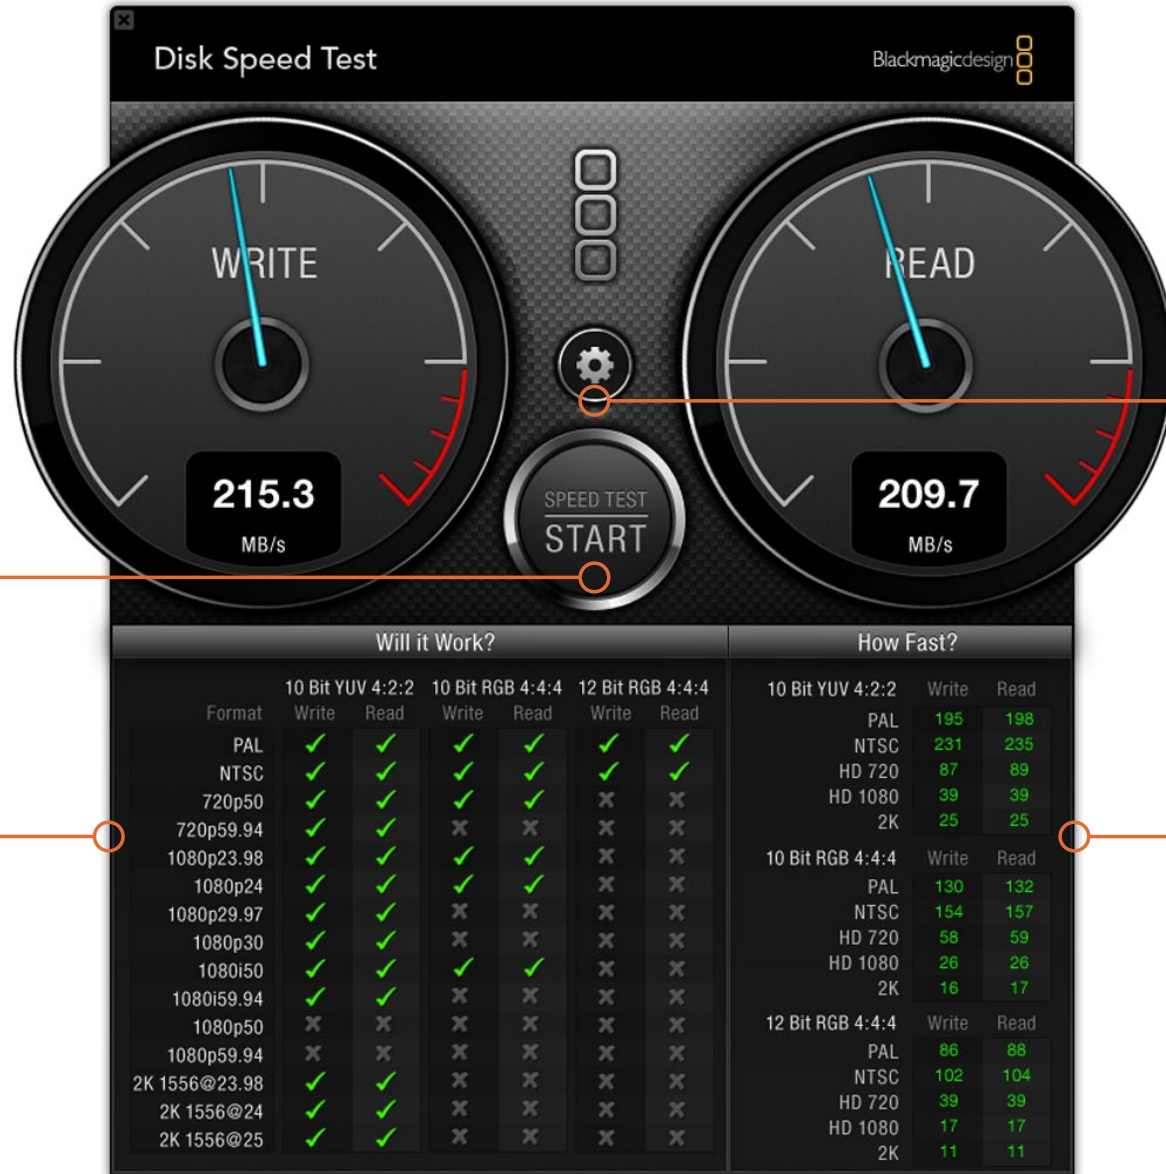 Disk Speed Test
Blackmagicdesign
WRITE
READ
215.3
MB/s
SPEED TEST
START
209.7
MB/s
Will it Work?
10 Bit YUV 4:2:2 10 Bit RGB 4:4:4 12 Bit RGB 4:4:4
Format Write Read Write Read Write Read
PAL
NTSC
720p50
720p59.94
1080p23.98
1080p24
1080p29.97
1080p30
1080i50
1080i59.94
1080p50
1080p59.94
2K 1556@23.98
2K 1556@24
2K 1556@25
How Fast?
10 Bit YUV 4:2:2 Write Read
PAL 195 198
NTSC 231 235
HD 720 87 89
HD 1080 39 39
2K 25 25
10 Bit RGB 4:4:4 Write Read
PAL 130 132
NTSC 154 157
HD 720 58 59
HD 1080 26 26
2K 16 17
12 Bit RGB 4:4:4 Write Read
PAL 86 88
NTSC 102 104
HD 720 39 39
HD 1080 17 17
2K 11 11